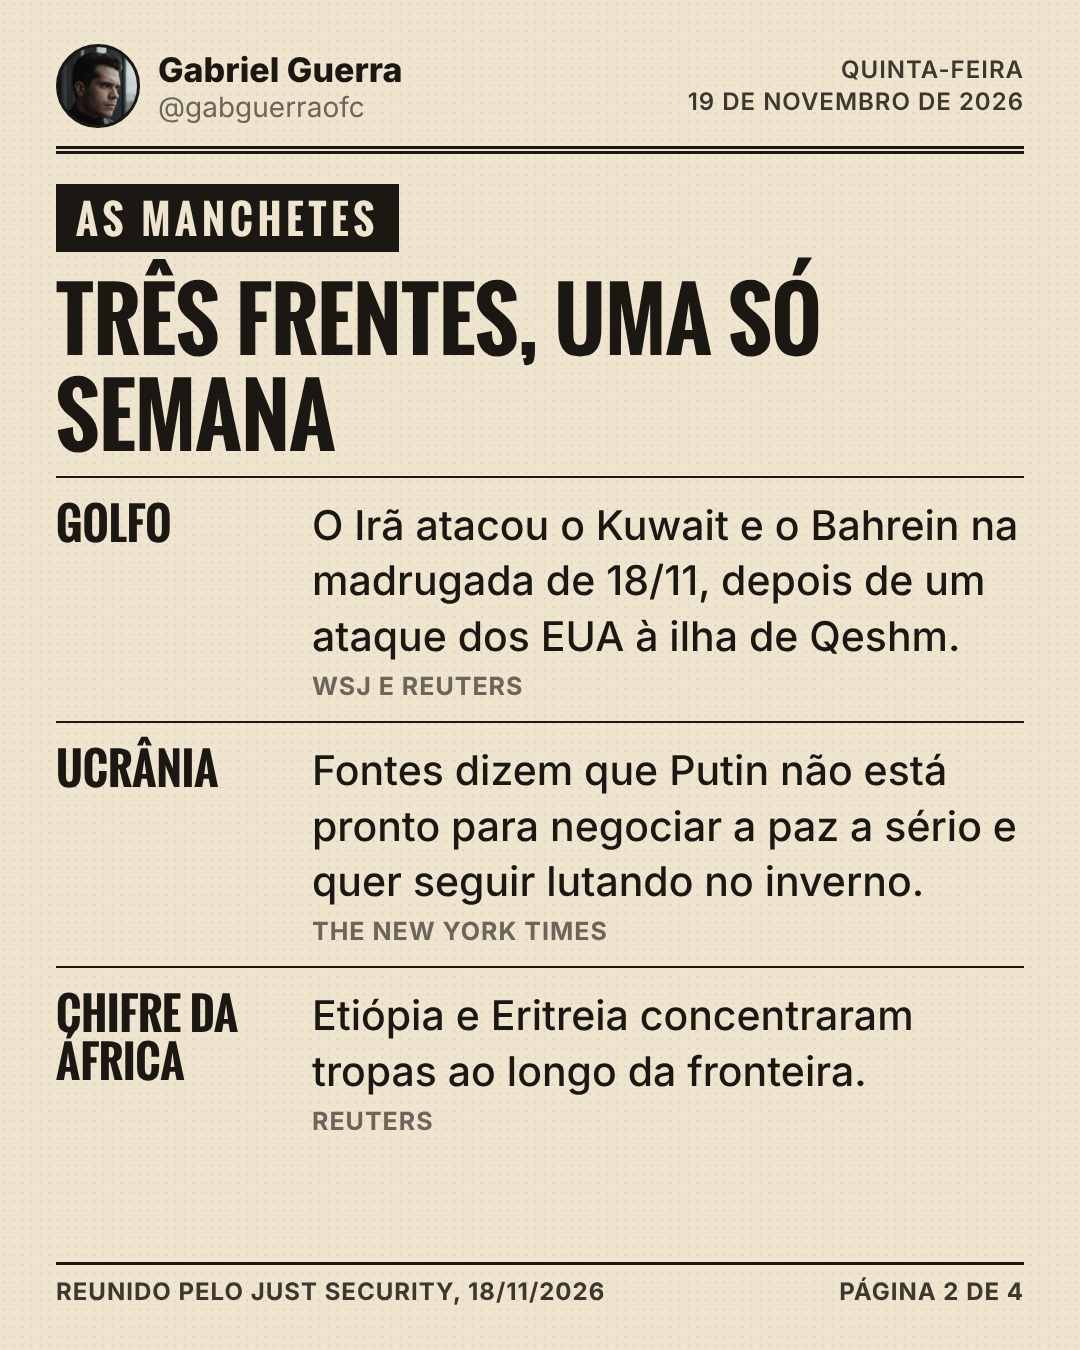 Gabriel Guerra
@gabguerraofc
QUINTA-FEIRA
19 DE NOVEMBRO DE 2026
AS MANCHETES
TRÊS FRENTES, UMA SÓ
SEMANA
GOLFO
O Irã atacou o Kuwait e o Bahrein na
madrugada de 18/11, depois de um
ataque dos EUA à ilha de Qeshm.
WSJ E REUTERS
UCRÂNIA
Fontes dizem que Putin não está
pronto para negociar a paz a sério e
quer seguir lutando no inverno.
THE NEW YORK TIMES
CHIFRE DA
ÁFRICA
Etiópia e Eritreia concentraram
tropas ao longo da fronteira.
REUTERS
REUNIDO PELO JUST SECURITY, 18/11/2026
PÁGINA 2 DE 4